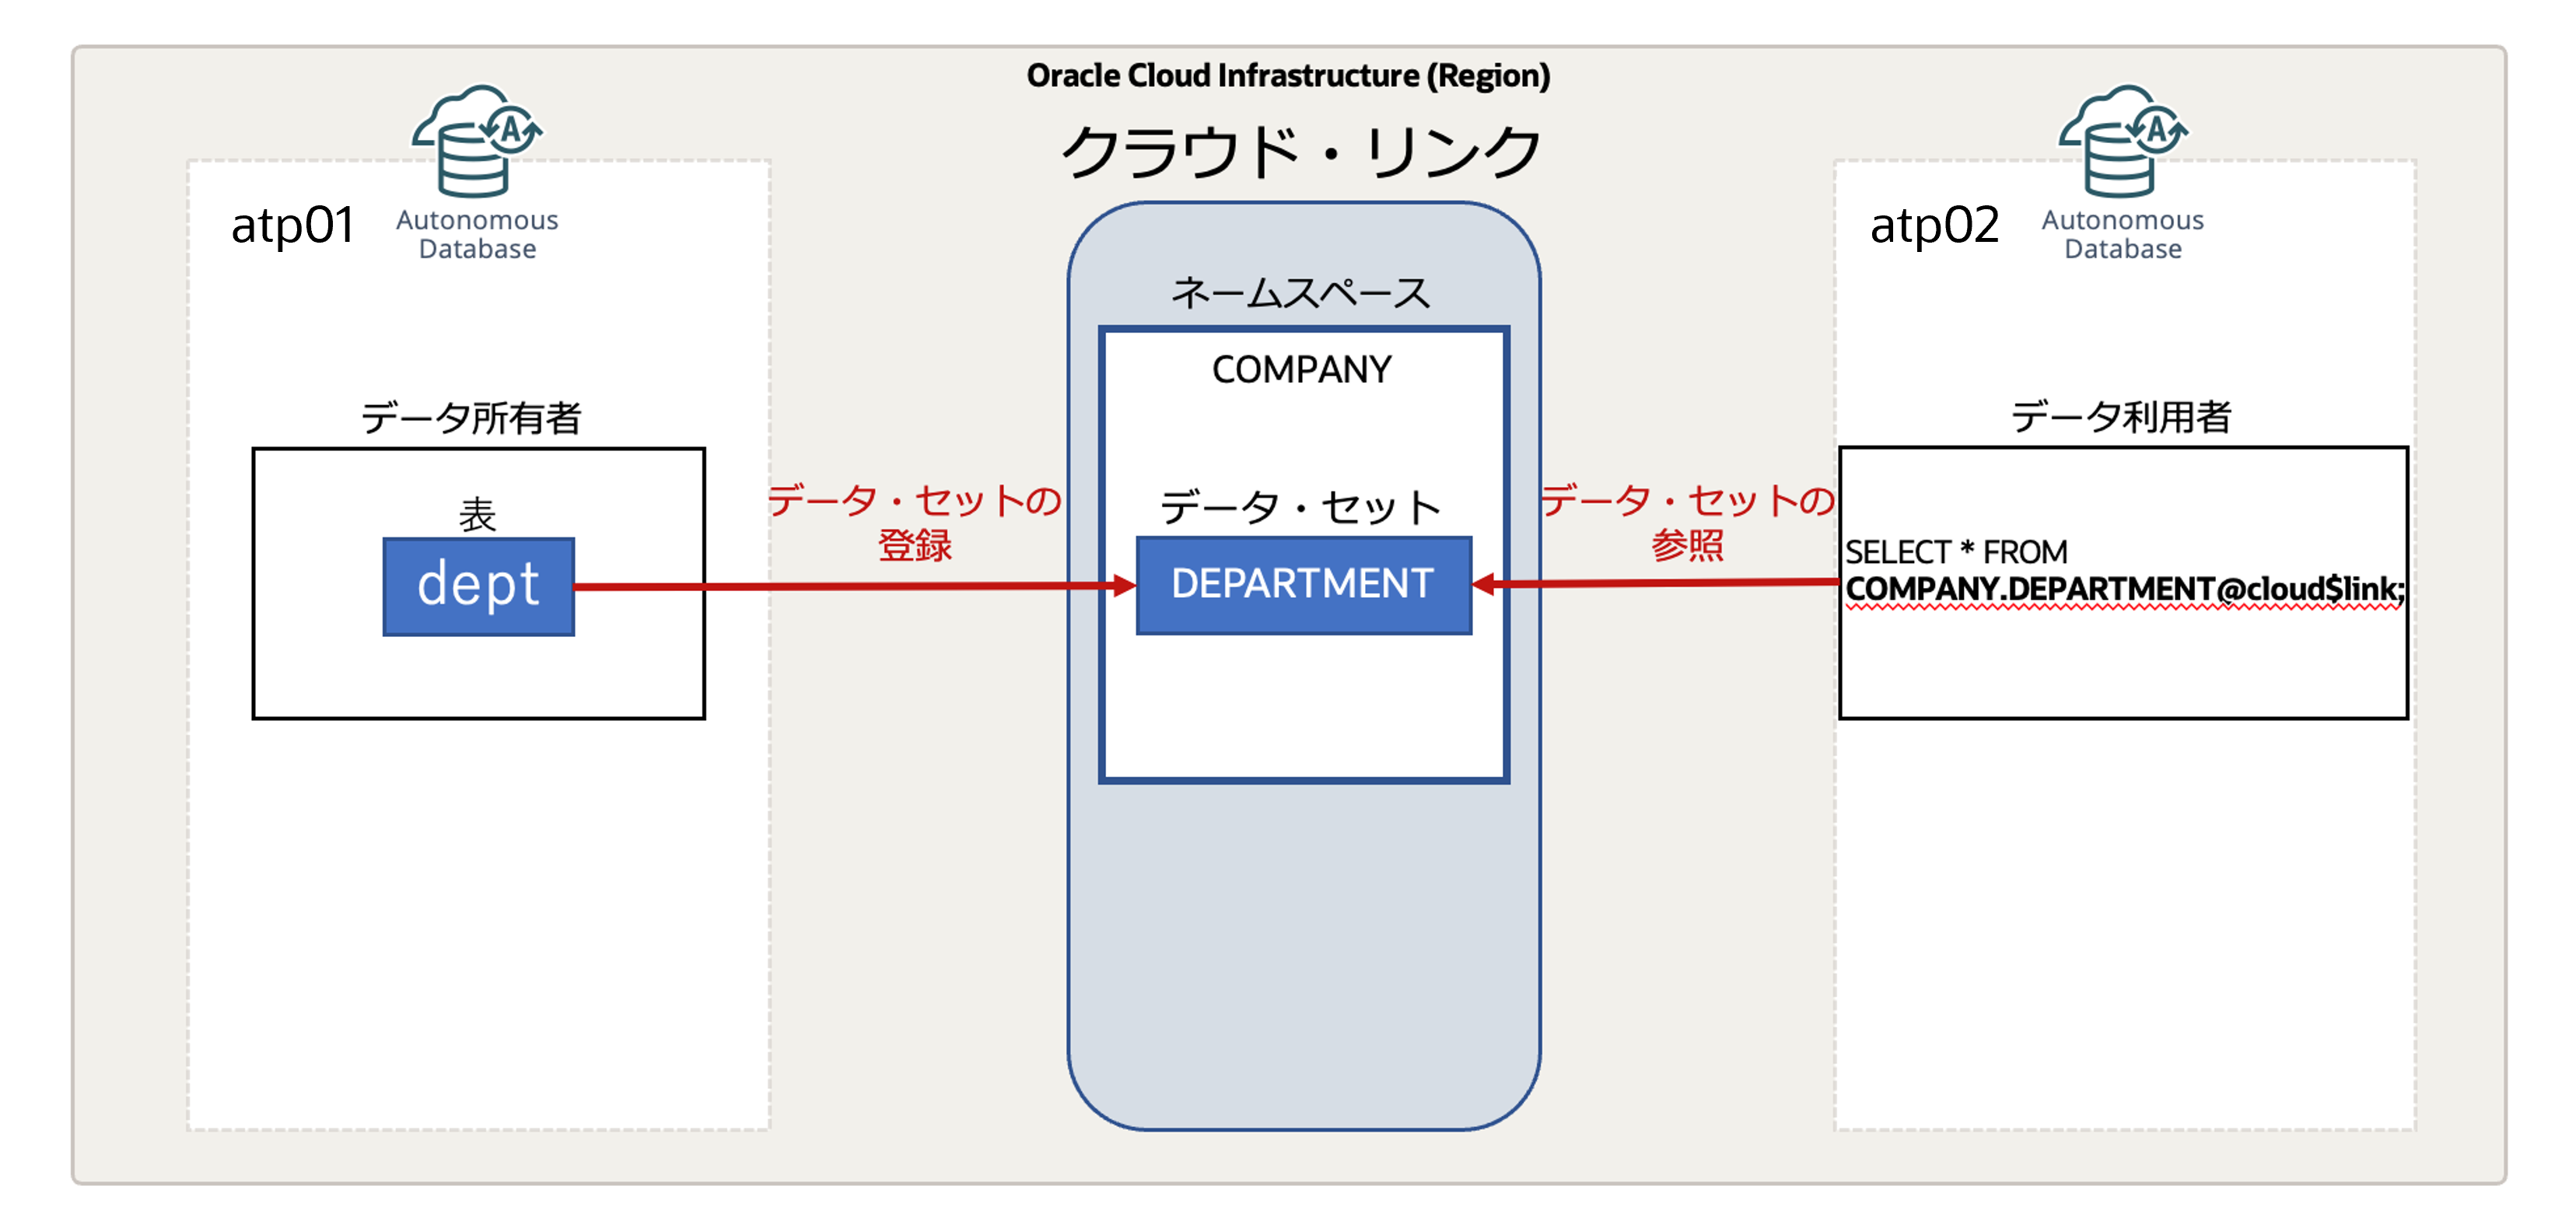 Oracle Cloud Infrastructure (Region)
クラウド・リンク
atp01
Autonomous
Database
データ所有者
表
dept
データ・セットの
登録
ネームスペース
COMPANY
データ・セット
DEPARTMENT
データ・セットの
参照
atp02
Autonomous
Database
データ利用者
SELECT * FROM
COMPANY.DEPARTMENT@cloud$link;